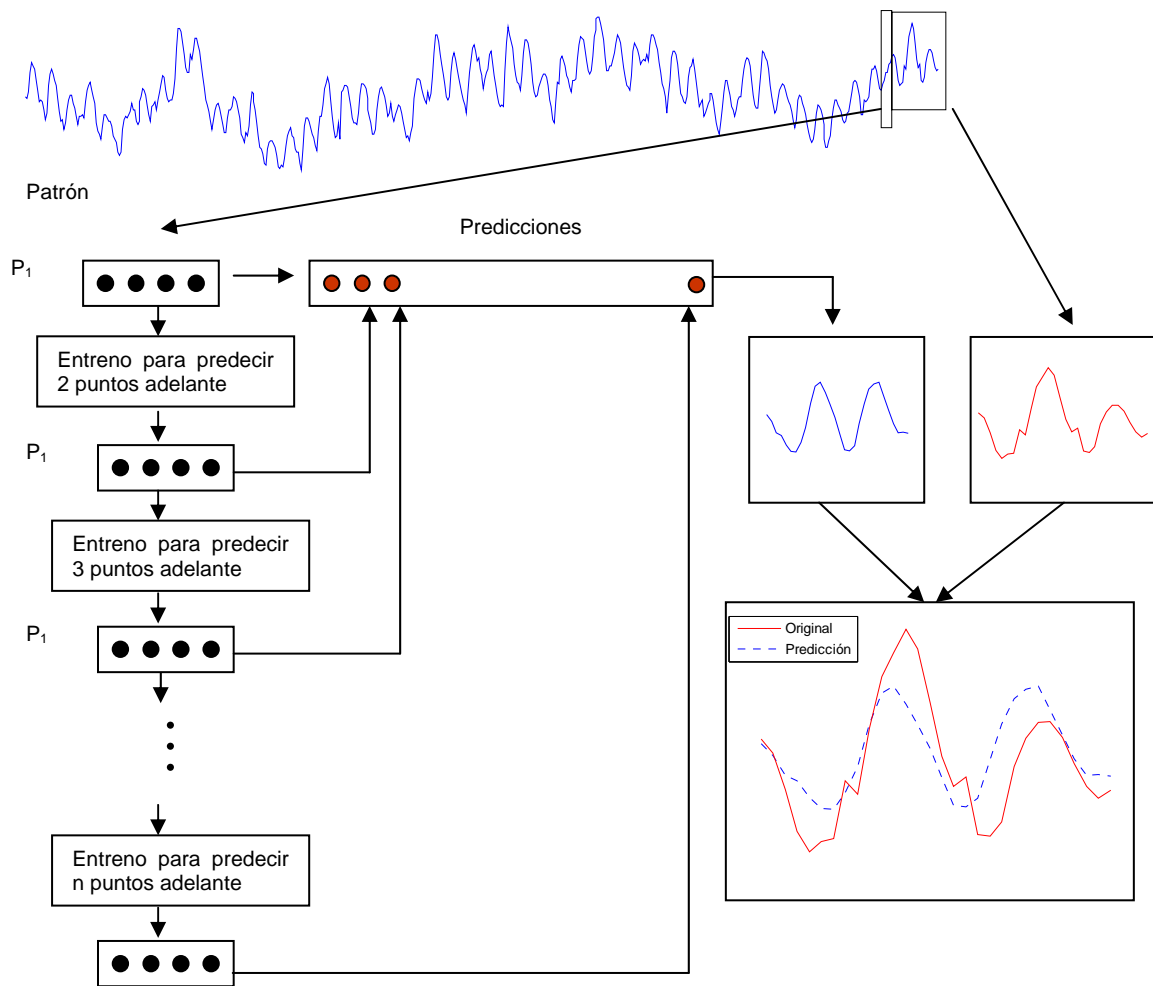 Patrón
Predicciones
P₁
Entreno para predecir
2 puntos adelante
P₁
Entreno para predecir
3 puntos adelante
P₁
Original
Predicción
Entreno para predecir
n puntos adelante